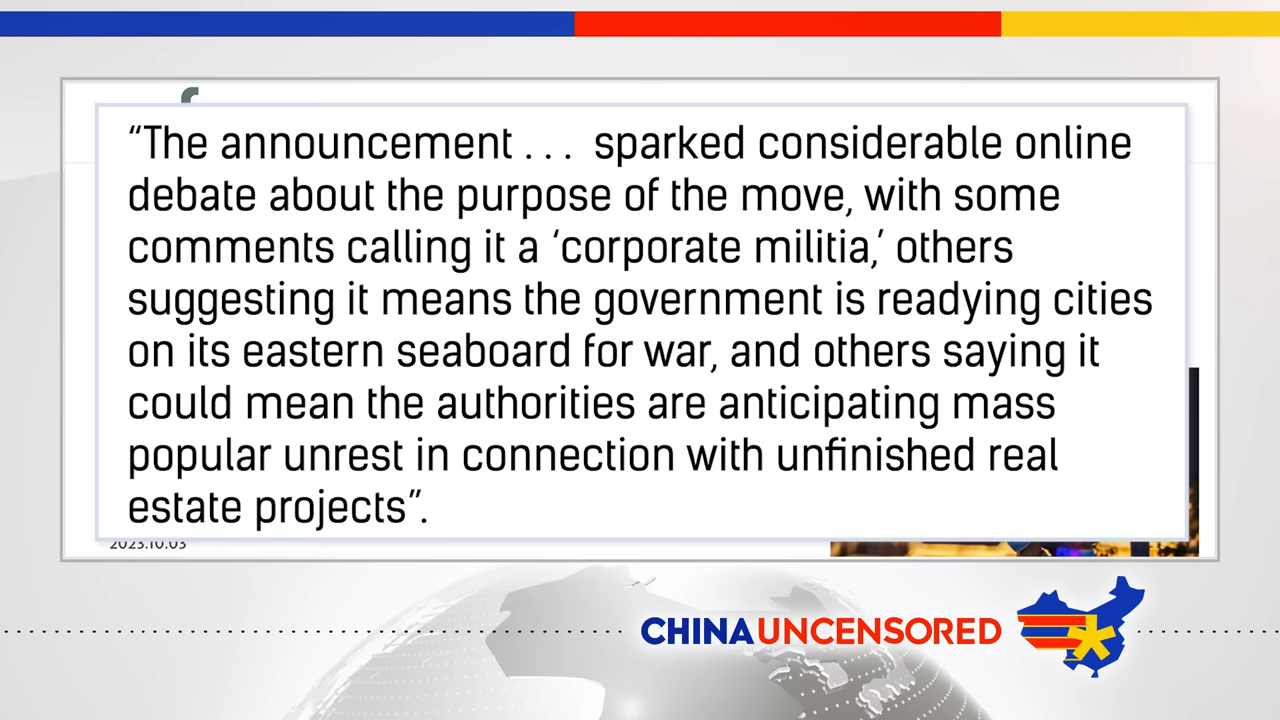 “The announcement . . . sparked considerable online
debate about the purpose of the move, with some
comments calling it a ‘corporate militia,’ others
suggesting it means the government is readying cities
on its eastern seaboard for war, and others saying it
could mean the authorities are anticipating mass
popular unrest in connection with unfinished real
estate projects”.
2023.10.03
CHINAUNCENSORED